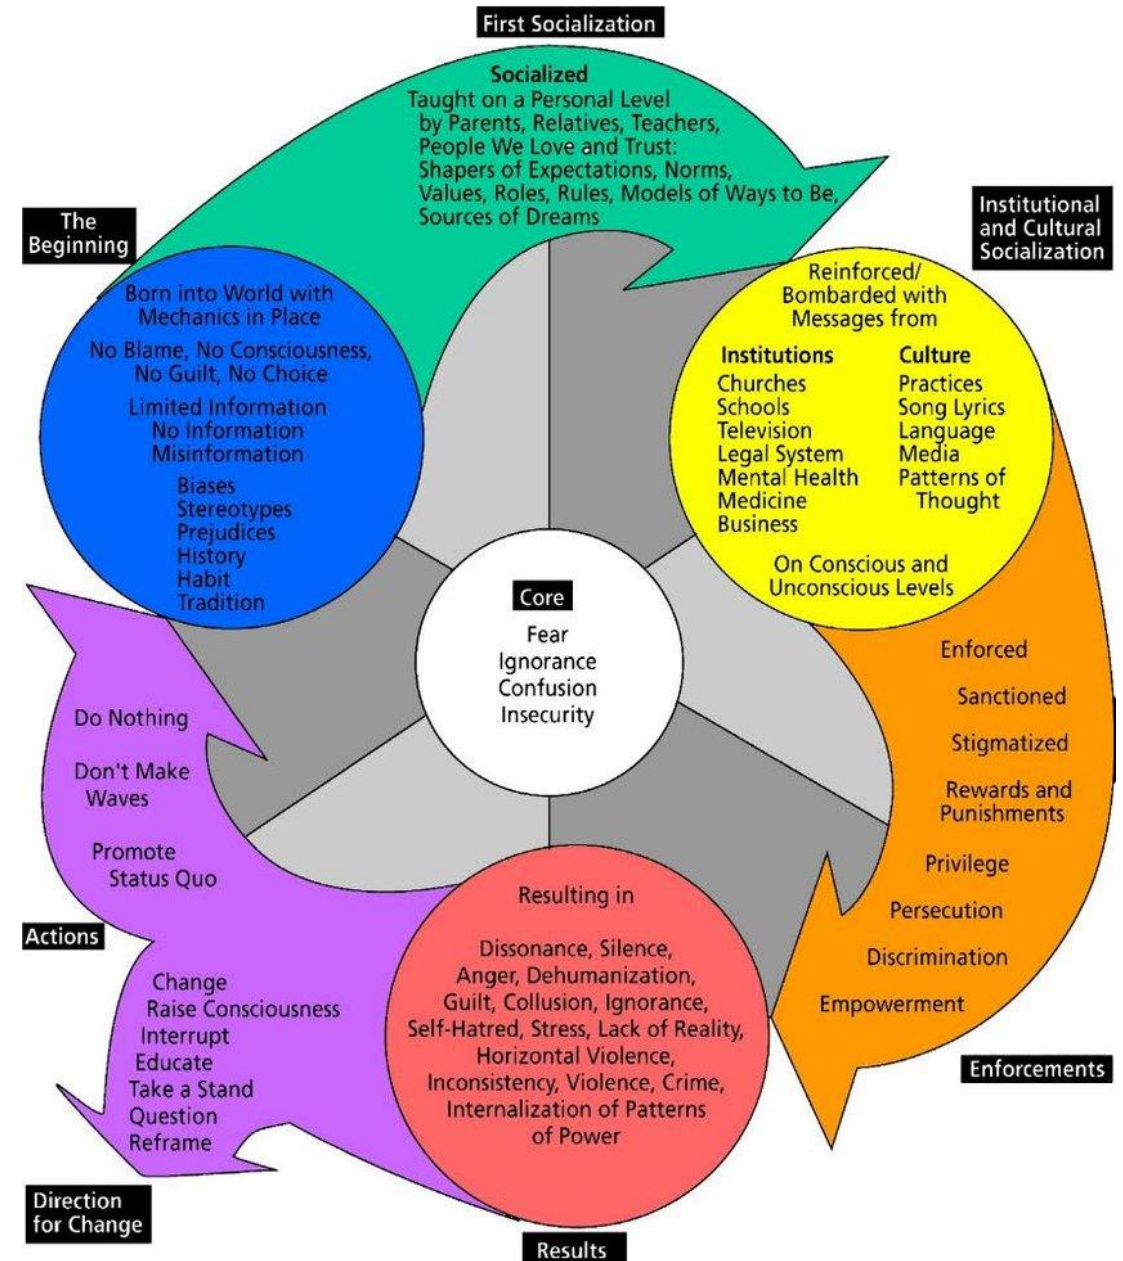 First Socialization
Socialized
Taught on a Personal Level
by Parents, Relatives, Teachers,
People We Love and Trust:
Shapers of Expectations, Norms,
Values, Roles, Rules, Models of Ways to Be,
Sources of Dreams
The
Beginning
Born into World with
Mechanics in Place
No Blame, No Consciousness,
No Guilt, No Choice
Limited Information
No Information
Misinformation
Biases
Stereotypes
Prejudices
History
Habit
Tradition
Institutional
and Cultural
Socialization
Reinforced/
Bombarded with
Messages from
Institutions
Churches
Schools
Television
Legal System
Mental Health
Medicine
Business
Culture
Practices
Song Lyrics
Language
Media
Patterns of
Thought
On Conscious and
Unconscious Levels
Core
Fear
Ignorance
Confusion
Insecurity
Enforced
Sanctioned
Stigmatized
Rewards and
Punishments
Privilege
Persecution
Discrimination
Empowerment
Enforcements
Resulting in
Dissonance, Silence,
Anger, Dehumanization,
Guilt, Collusion, Ignorance,
Self-Hatred, Stress, Lack of Reality,
Horizontal Violence,
Inconsistency, Violence, Crime,
Internalization of Patterns
of Power
Results
Do Nothing
Don't Make
Waves
Promote
Status Quo
Actions
Change
Raise Consciousness
Interrupt
Educate
Take a Stand
Question
Reframe
Direction
for Change